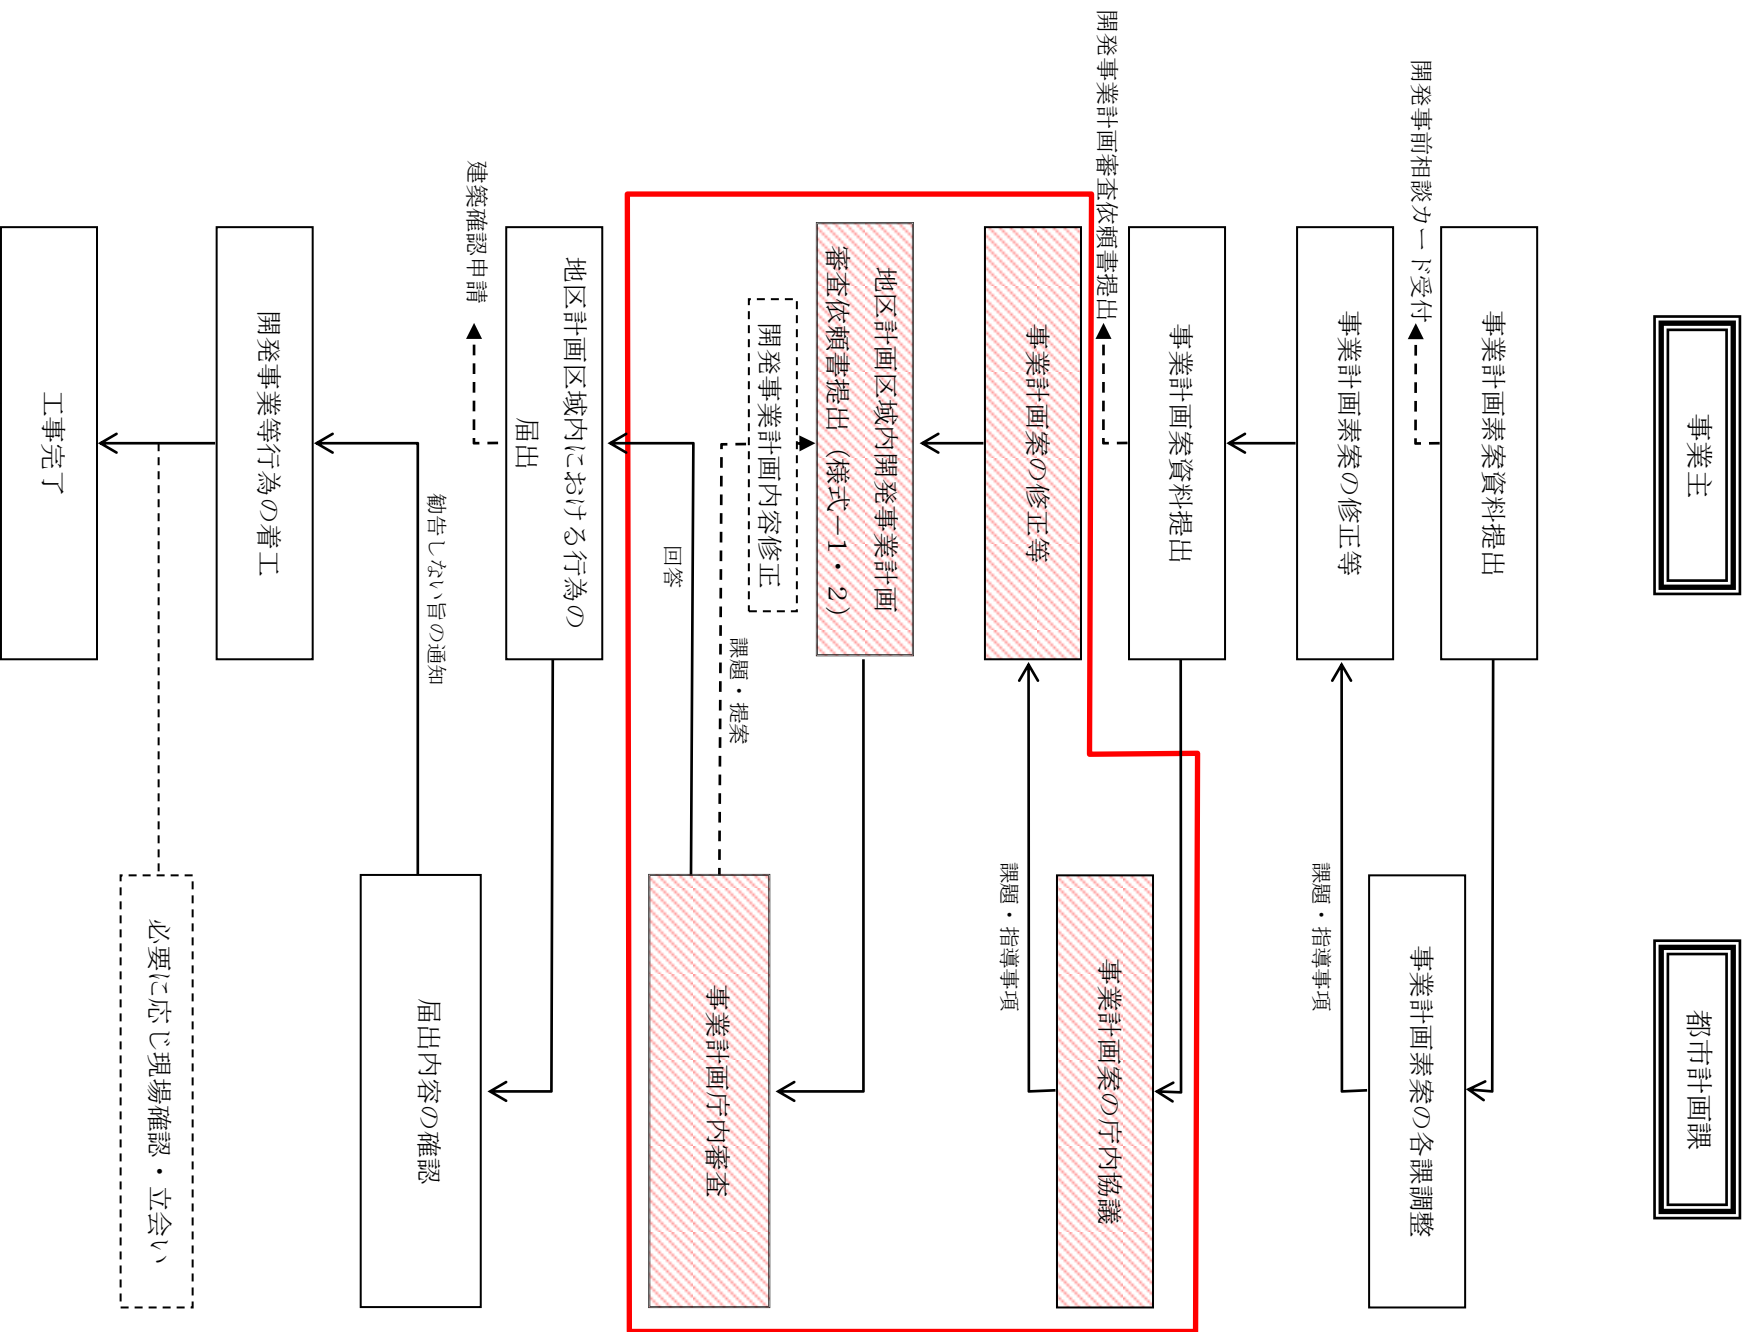 事業主
都市計画課
事業計画素案資料提出
開発事前相談カード受付
事業計画素案の各課調整
課題・指導事項
事業計画素案の修正等
事業計画案資料提出
開発事業計画審査依頼書提出
事業計画案の庁内協議
課題・指導事項
事業計画案の修正等
地区計画区域内開発事業計画
審査依頼書提出（様式－１・２）
開発事業計画内容修正
課題・提案
事業計画庁内審査
回答
地区計画区域内における行為の
届出
建築確認申請
届出内容の確認
勧告しない旨の通知
開発事業等行為の着工
必要に応じ現場確認・立会い
工事完了